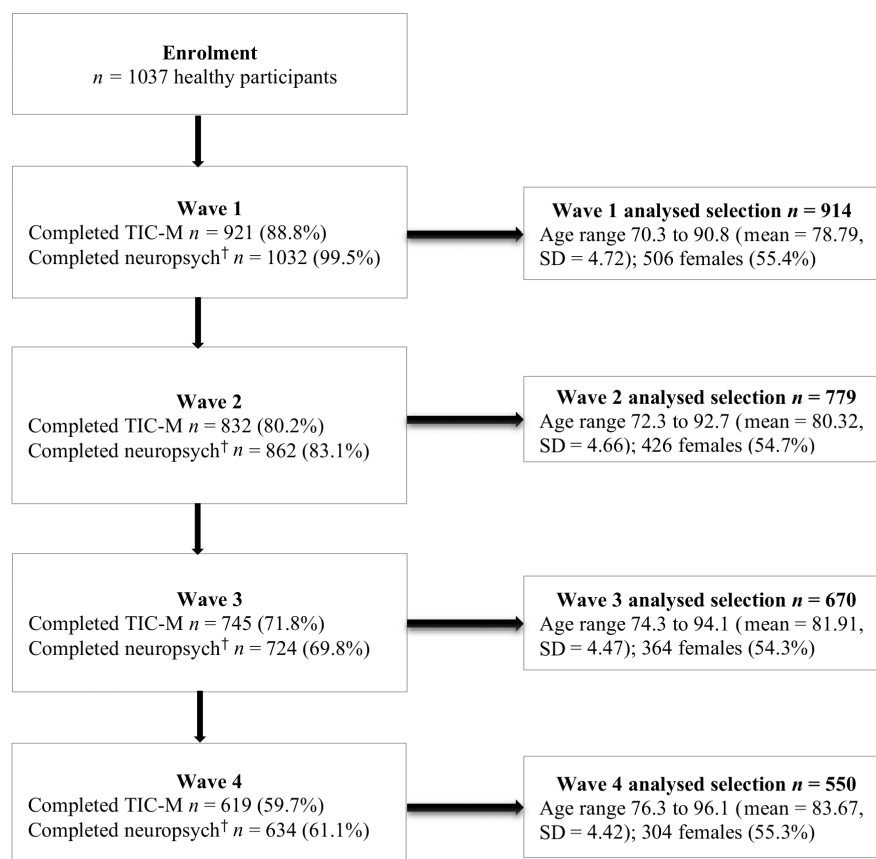 Enrolment
n = 1037 healthy participants
Wave 1
Completed TIC-M n = 921 (88.8%)
Completed neuropsych† n = 1032 (99.5%)
Wave 1 analysed selection n = 914
Age range 70.3 to 90.8 (mean = 78.79,
SD = 4.72); 506 females (55.4%)
Wave 2
Completed TIC-M n = 832 (80.2%)
Completed neuropsych† n = 862 (83.1%)
Wave 2 analysed selection n = 779
Age range 72.3 to 92.7 (mean = 80.32,
SD = 4.66); 426 females (54.7%)
Wave 3
Completed TIC-M n = 745 (71.8%)
Completed neuropsych† n = 724 (69.8%)
Wave 3 analysed selection n = 670
Age range 74.3 to 94.1 (mean = 81.91,
SD = 4.47); 364 females (54.3%)
Wave 4
Completed TIC-M n = 619 (59.7%)
Completed neuropsych† n = 634 (61.1%)
Wave 4 analysed selection n = 550
Age range 76.3 to 96.1 (mean = 83.67,
SD = 4.42); 304 females (55.3%)